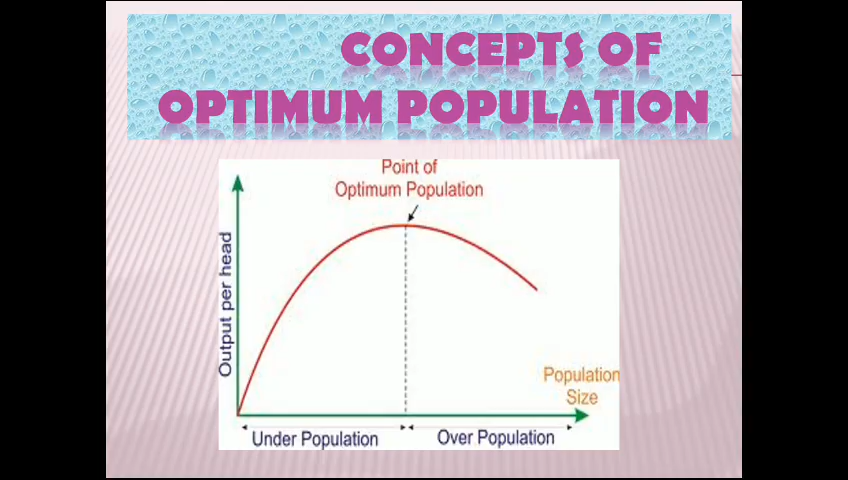 CONCEPTS OF
OPTIMUM POPULATION
Point of
Optimum Population
Output per head
Population
Size
Under Population
Over Population